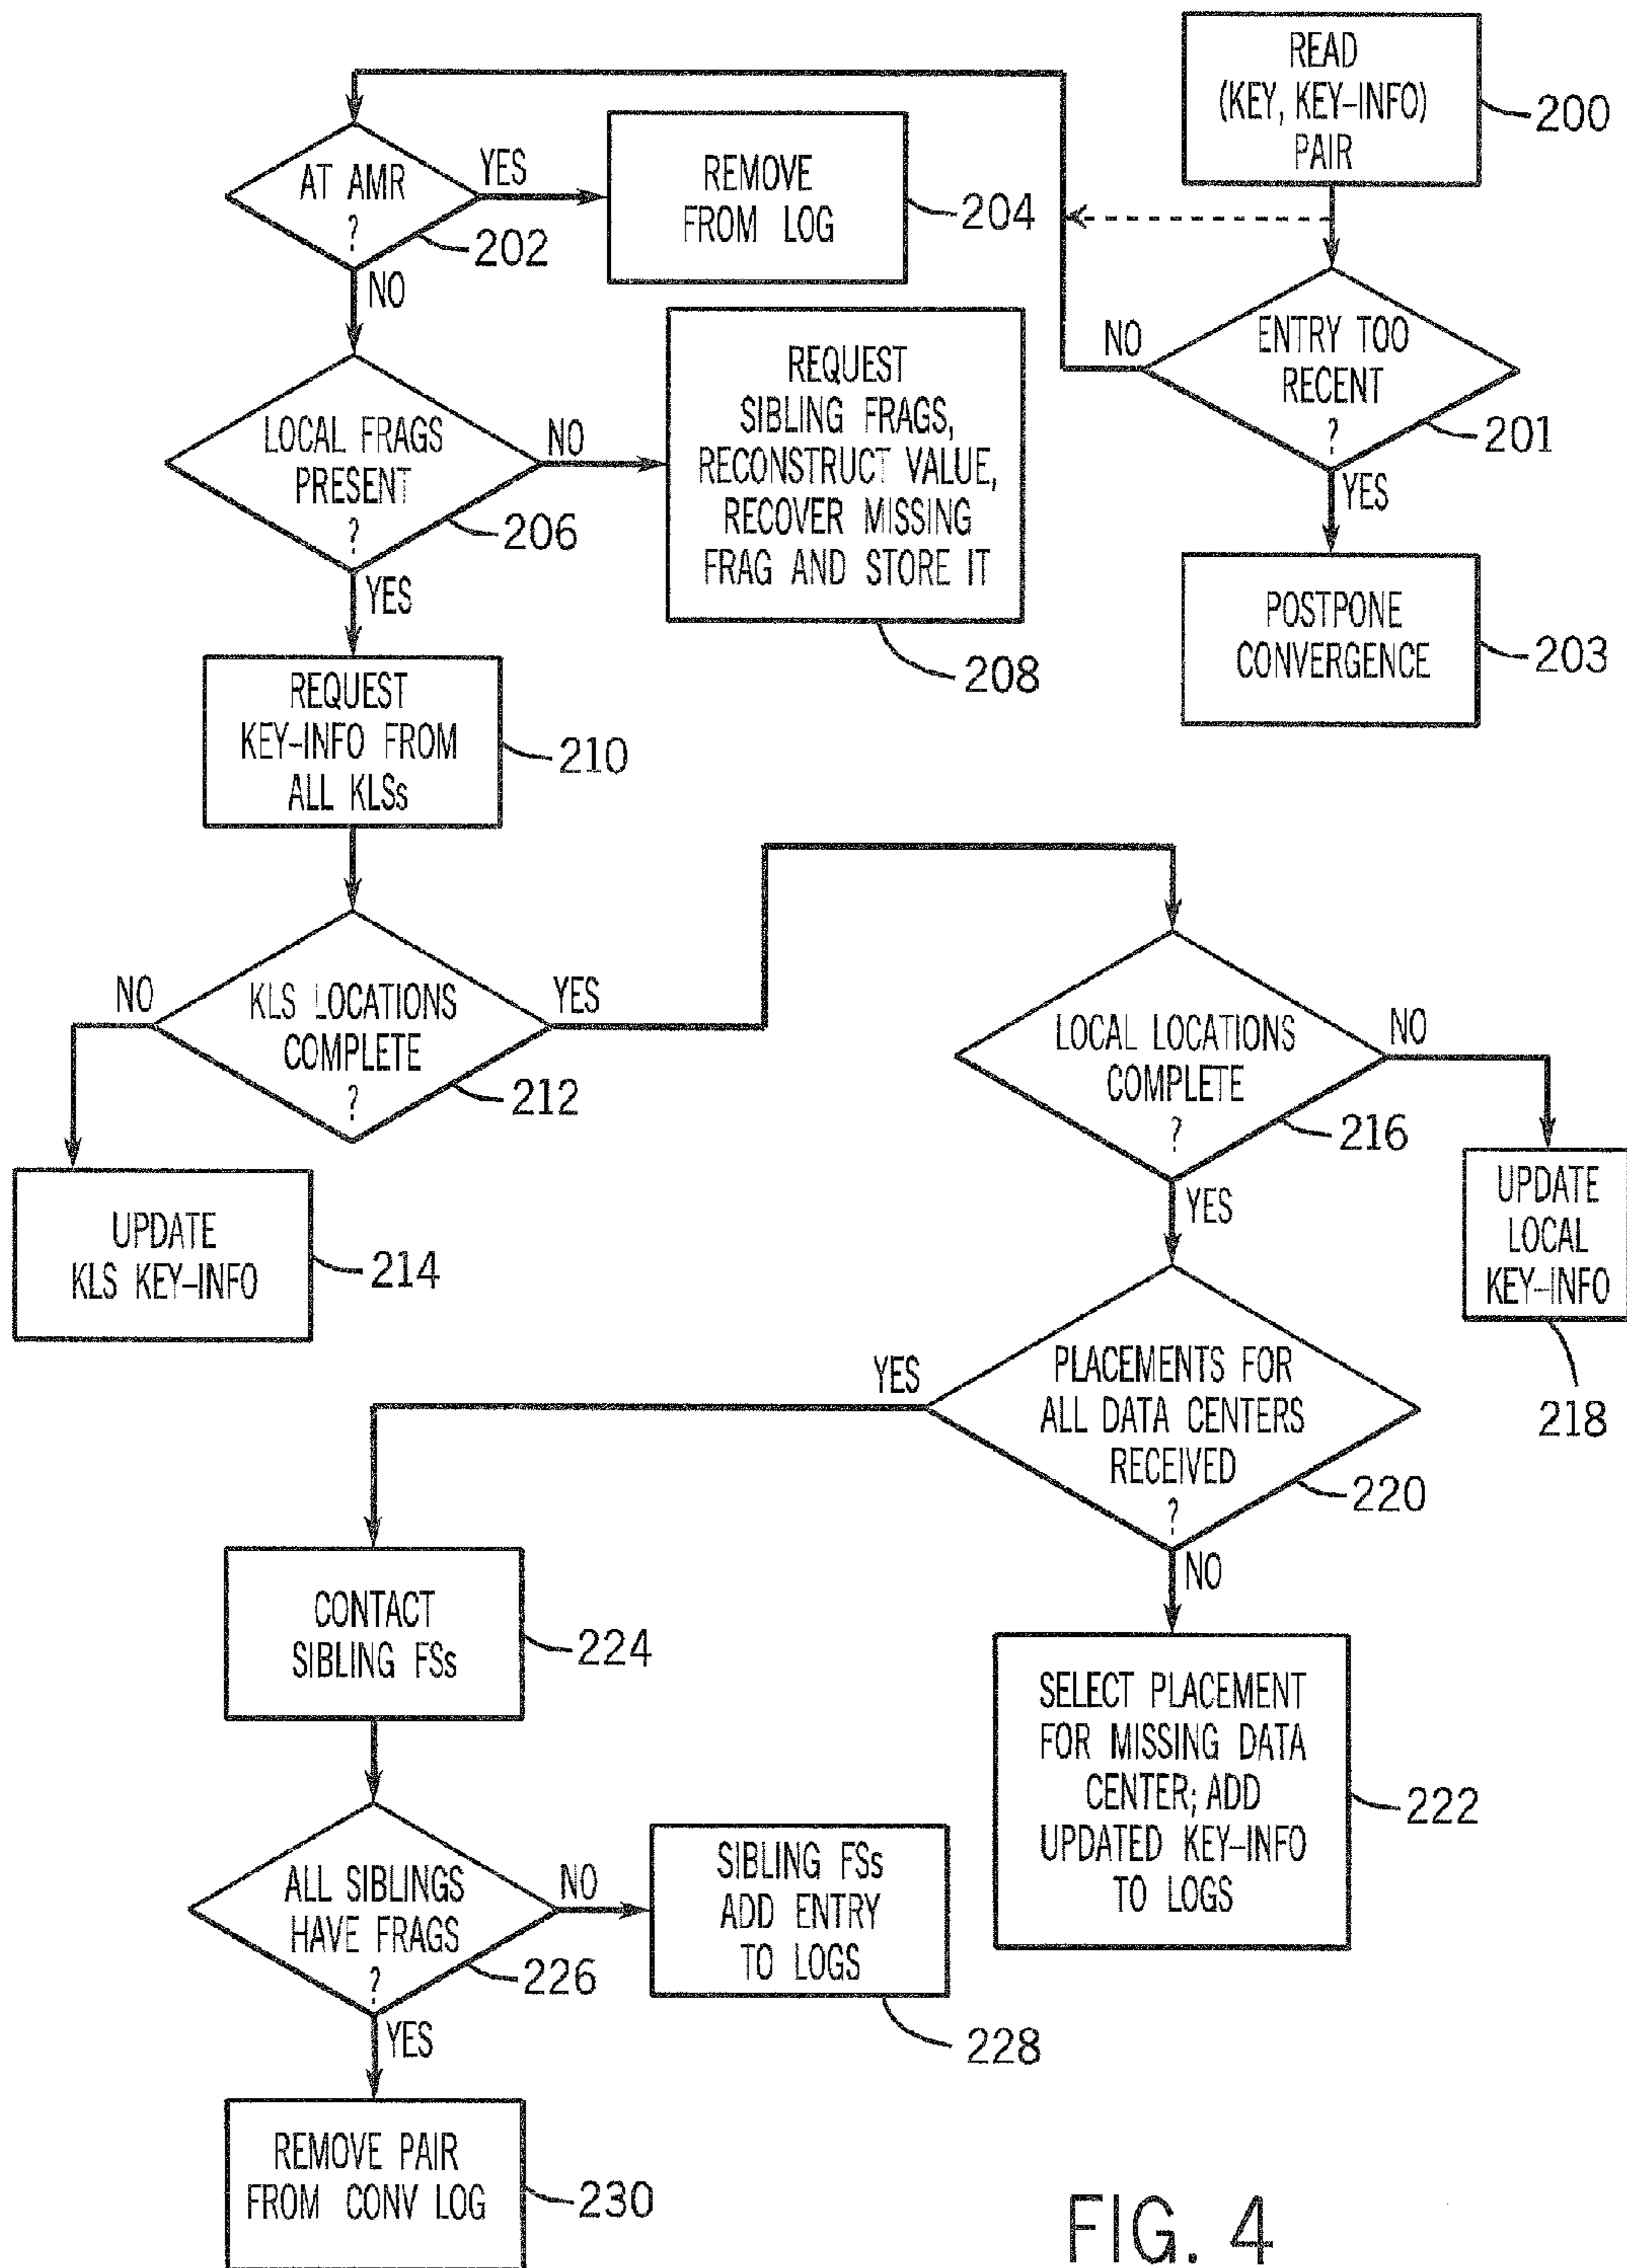 READ
(KEY, KEY-INFO)
PAIR
200
AT AMR
?
202
YES
NO
REMOVE
FROM LOG
204
ENTRY TOO
RECENT
?
201
NO
YES
POSTPONE
CONVERGENCE
203
LOCAL FRAGS
PRESENT
?
206
NO
YES
REQUEST
SIBLING FRAGS,
RECONSTRUCT VALUE,
RECOVER MISSING
FRAG AND STORE IT
208
REQUEST
KEY-INFO FROM
ALL KLSs
210
KLS LOCATIONS
COMPLETE
?
212
NO
YES
UPDATE
KLS KEY-INFO
214
LOCAL LOCATIONS
COMPLETE
?
216
NO
YES
UPDATE
LOCAL
KEY-INFO
218
PLACEMENTS FOR
ALL DATA CENTERS
RECEIVED
?
220
YES
NO
SELECT PLACEMENT
FOR MISSING DATA
CENTER; ADD
UPDATED KEY-INFO
TO LOGS
222
CONTACT
SIBLING FSs
224
ALL SIBLINGS
HAVE FRAGS
?
226
NO
YES
SIBLING FSs
ADD ENTRY
TO LOGS
228
REMOVE PAIR
FROM CONV LOG
230
FIG. 4